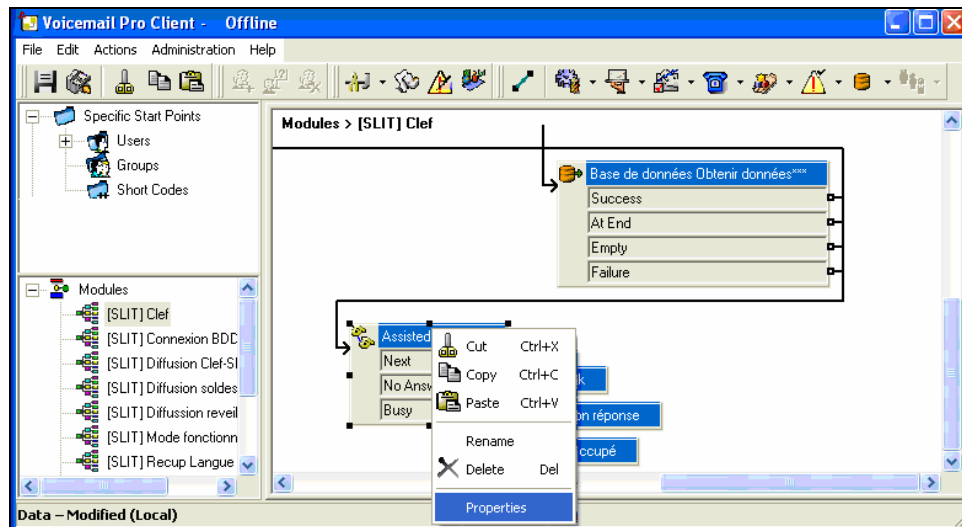 Voicemail Pro Client - Offline
File Edit Actions Administration Help
Specific Start Points
Users
Groups
Short Codes
Modules
[SLIT] Clef
[SLIT] Connexion BDD
[SLIT] Diffusion Clef-Sl
[SLIT] Diffusion soldes
[SLIT] Diffussion reveil
[SLIT] Mode fonctionn
[SLIT] Recup Langue
Modules > [SLIT] Clef
Base de données Obtenir données***
Success
At End
Empty
Failure
Assisted
Next
No Answ
Busy
Cut Ctrl+X
Copy Ctrl+C
Paste Ctrl+V
Rename
Delete Del
Properties
k
on réponse
ccupé
Data – Modified (Local)